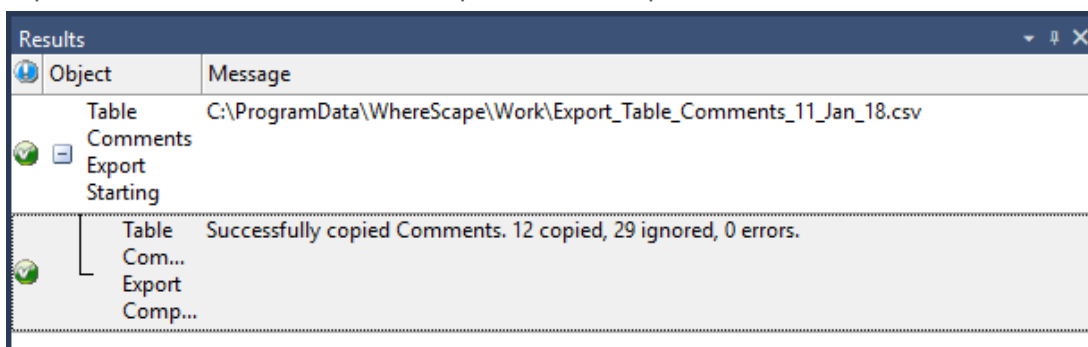 Results
Object Message
Table C:\ProgramData\WhereScape\Work\Export_Table_Comments_11_Jan_18.csv
Comments
Export
Starting
Table Successfully copied Comments. 12 copied, 29 ignored, 0 errors.
Com...
Export
Comp...